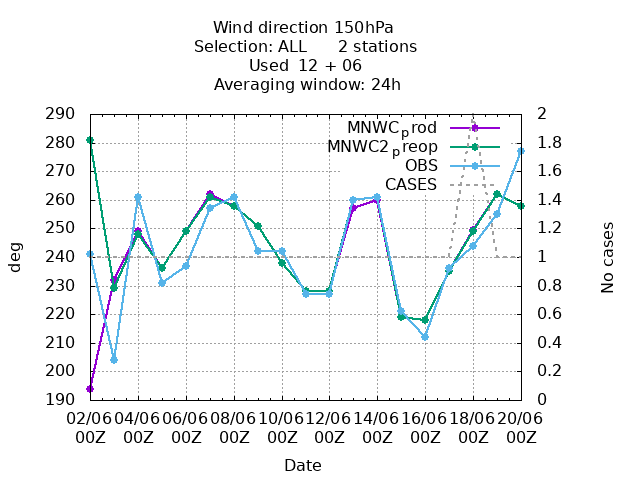 Wind direction 150hPa
Selection: ALL 2 stations
Used 12 + 06
Averaging window: 24h
290 2
MNWCprod
280 1.8
MNWC2preop
270 1.6
OBS
CASES
260 1.4
250 1.2
240 1
deg
No cases
230 0.8
220 0.6
210 0.4
200 0.2
190 0
02/06 04/06 06/06 08/06 10/06 12/06 14/06 16/06 18/06 20/06
00Z 00Z 00Z 00Z 00Z 00Z 00Z 00Z 00Z 00Z
Date